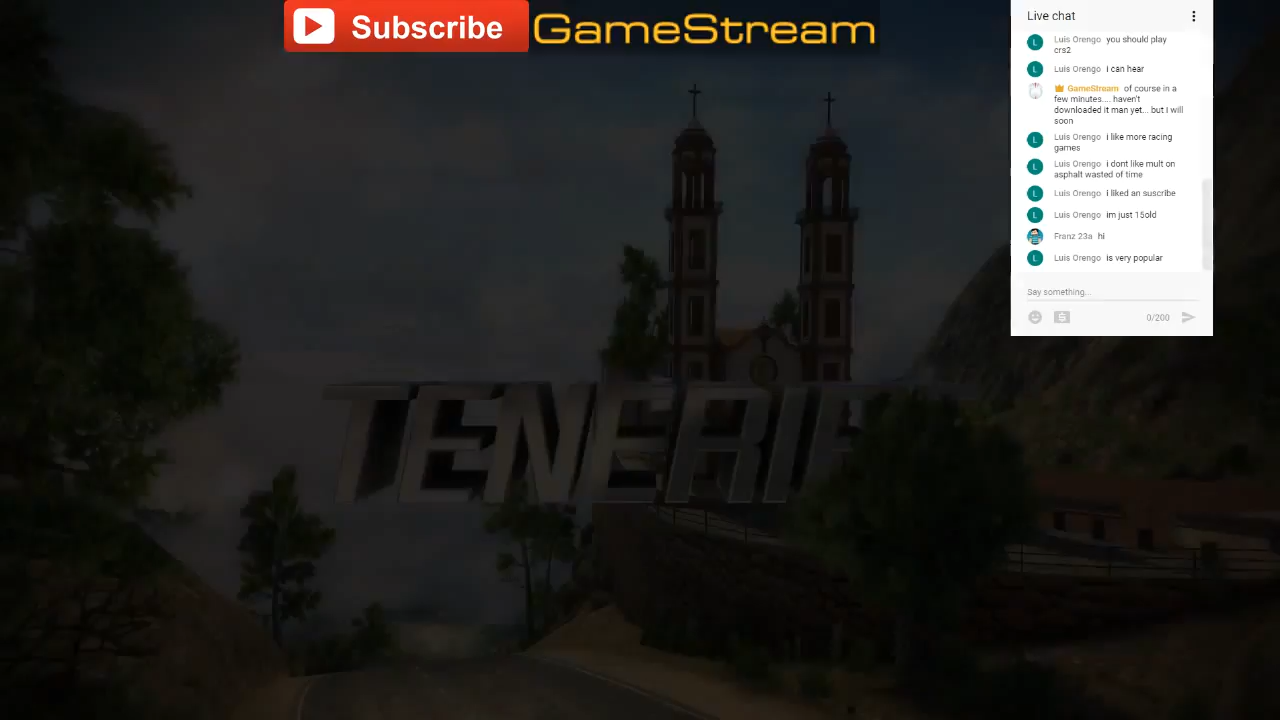 Subscribe
GameStream
Live chat
L
Luis Orengo you should play
crs2
L
Luis Orengo i can hear
GameStream of course in a
few minutes.... haven't
downloaded it man yet... but I will
soon
L
Luis Orengo i like more racing
games
L
Luis Orengo i dont like mult on
asphalt wasted of time
L
Luis Orengo i liked an suscribe
L
Luis Orengo im just 15old
Franz 23a hi
L
Luis Orengo is very popular
Say something...
$
0/200
TENERIF